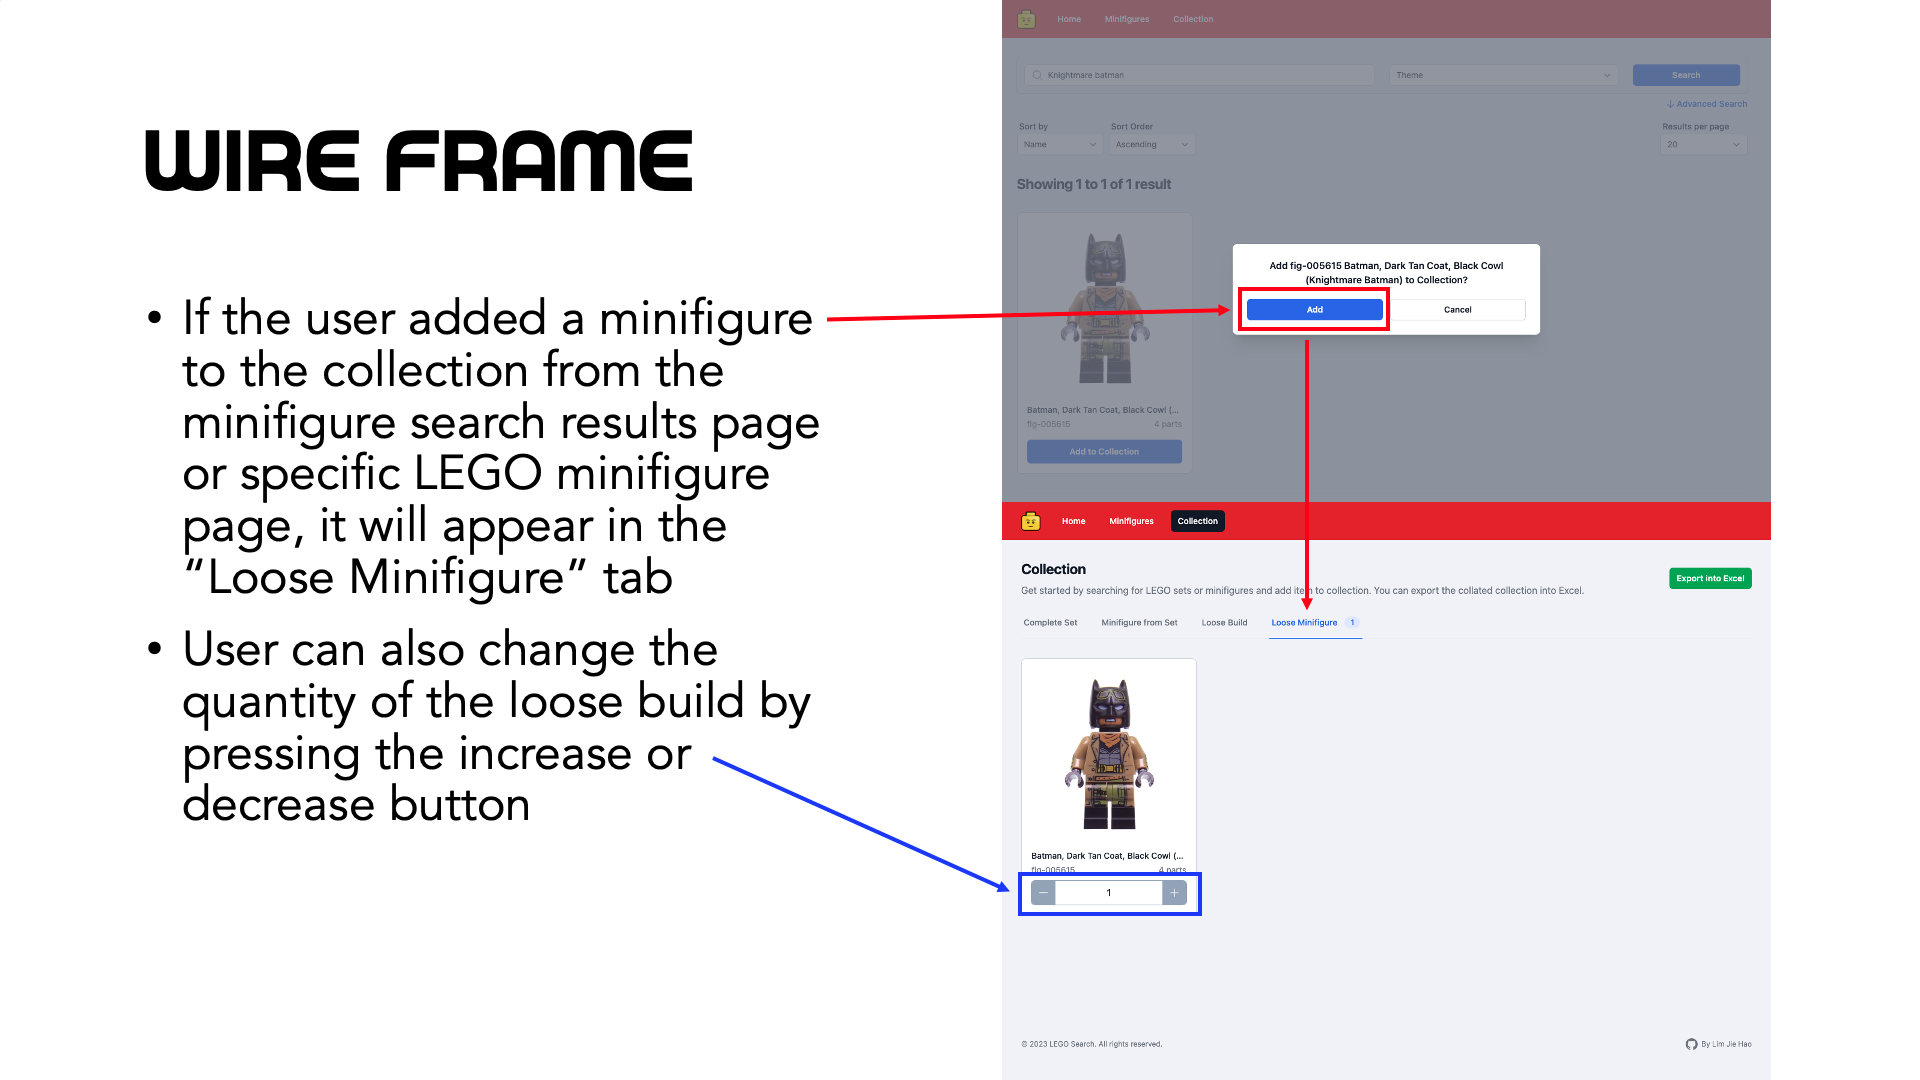 WIRE FRAME
• If the user added a minifigure
to the collection from the
minifigure search results page
or specific LEGO minifigure
page, it will appear in the
“Loose Minifigure” tab
• User can also change the
quantity of the loose build by
pressing the increase or
decrease button
Home Minifigures Collection
Knightmare batman Theme Search
Advanced Search
Sort by Sort Order Results per page
Name Ascending 20
Showing 1 to 1 of 1 result
Add fig-005615 Batman, Dark Tan Coat, Black Cowl
(Knightmare Batman) to Collection?
Add Cancel
Batman, Dark Tan Coat, Black Cowl (...
fig-005615 4 parts
Add to Collection
Home Minifigures Collection
Collection
Export into Excel
Get started by searching for LEGO sets or minifigures and add item to collection. You can export the collated collection into Excel.
Complete Set Minifigure from Set Loose Build Loose Minifigure 1
Batman, Dark Tan Coat, Black Cowl (...
fig-005615 4 parts
− 1 +
© 2023 LEGO Search. All rights reserved. By Lim Jie Hao